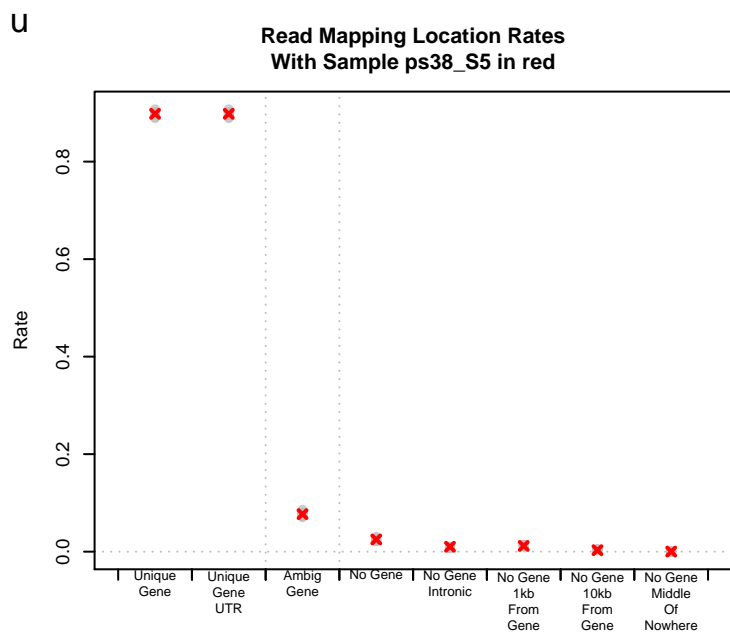 u
Read Mapping Location Rates
With Sample ps38_S5 in red
Rate
0.8
0.6
0.4
0.2
0.0
Unique
Gene
Unique
Gene
UTR
Ambig
Gene
No Gene
No Gene
Intronic
No Gene
1kb
From
Gene
No Gene
10kb
From
Gene
No Gene
Middle
Of
Nowhere